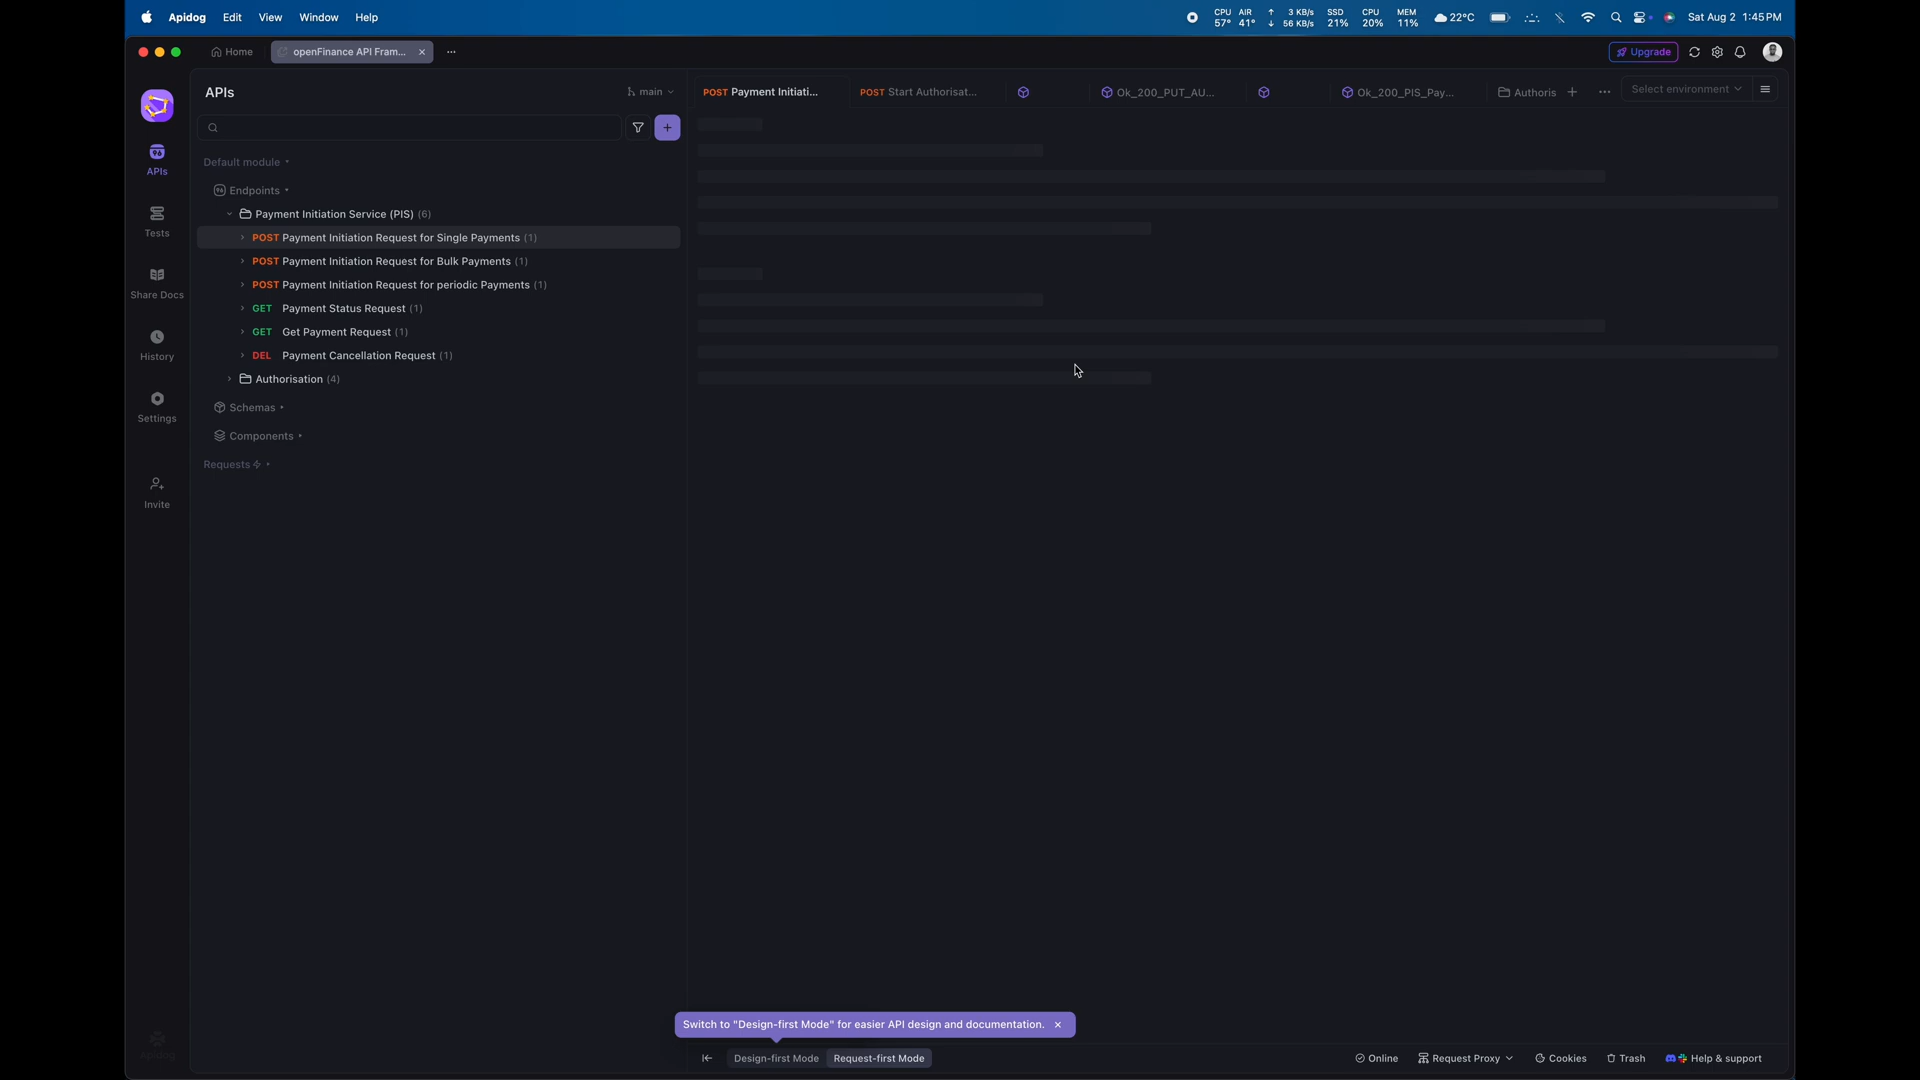 Apidog Edit View Window Help
CPU AIR ↑ 3 KB/s SSD CPU MEM
57° 41° ↓ 56 KB/s 21% 20% 11% 22°C Sat Aug 2 1:45 PM
Home openFinance API Fram... Upgrade
APIs main
POST Payment Initiati... POST Start Authorisat... Ok_200_PUT_AU... Ok_200_PIS_Pay... Authoris Select environment
Default module
Endpoints
Payment Initiation Service (PIS) (6)
POST Payment Initiation Request for Single Payments (1)
POST Payment Initiation Request for Bulk Payments (1)
POST Payment Initiation Request for periodic Payments (1)
GET Payment Status Request (1)
GET Get Payment Request (1)
DEL Payment Cancellation Request (1)
Authorisation (4)
Schemas
Components
Requests
APIs
Tests
Share Docs
History
Settings
Invite
apidog
Switch to "Design-first Mode" for easier API design and documentation.
Design-first Mode Request-first Mode Online Request Proxy Cookies Trash Help & support